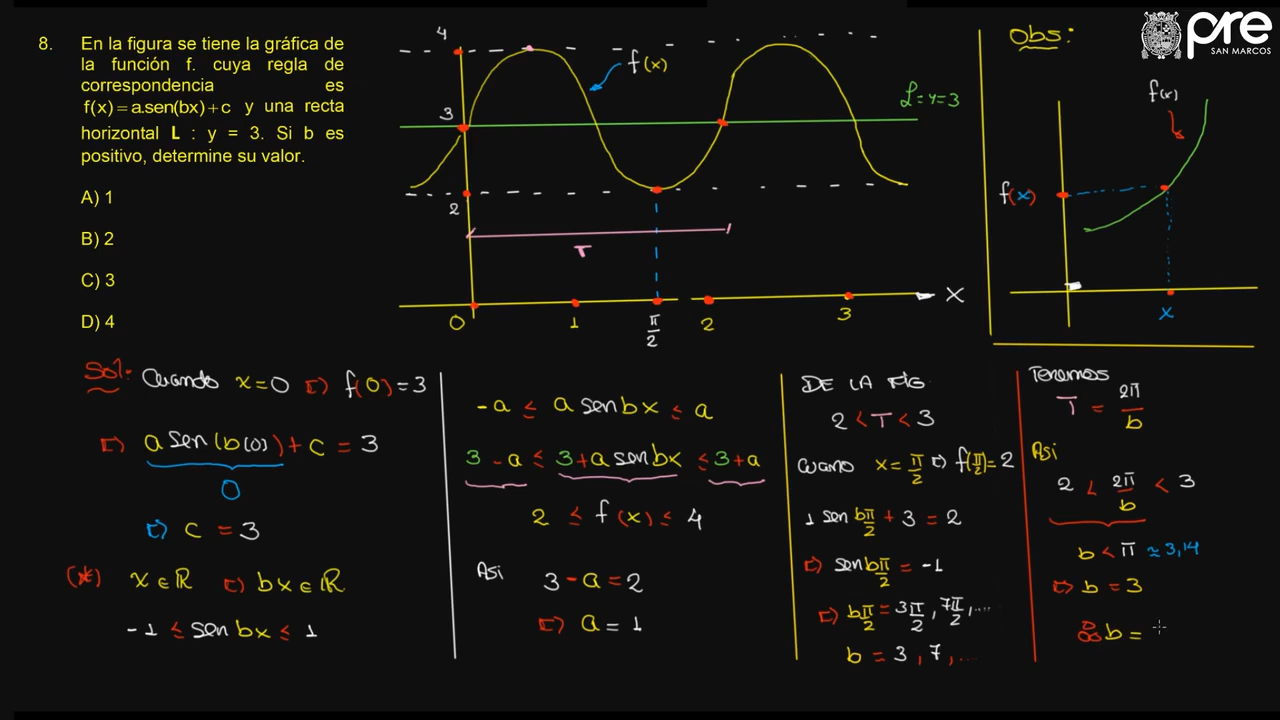 8. En la figura se tiene la gráfica de
la función f. cuya regla de
correspondencia es
f(x) = a.sen(bx) + c y una recta
horizontal L : y = 3. Si b es
positivo, determine su valor.
A) 1
B) 2
C) 3
D) 4
4
3
2
f(x)
L = y = 3
T
0 1 π/2 2 3 X
Obs:
pre
SAN MARCOS
f(x)
f(x)
x
Sol: Cuando x = 0 ⇒ f(0) = 3
⇒ a sen(b(0)) + c = 3
0
⇒ c = 3
(*) x ∈ ℝ ⇒ bx ∈ ℝ
-1 ≤ sen bx ≤ 1
-a ≤ a sen bx ≤ a
3 - a ≤ 3 + a sen bx ≤ 3 + a
2 ≤ f(x) ≤ 4
Asi 3 - a = 2
⇒ a = 1
DE LA FIG.
2 < T < 3
cuano x = π/2 ⇒ f(π/2) = 2
1 sen bπ/2 + 3 = 2
⇒ sen bπ/2 = -1
⇒ bπ/2 = 3π/2, 7π/2, ....
b = 3, 7, ...
Tenemos
T = 2π/b
Asi
2 < 2π/b < 3
b < π ≈ 3,14
⇒ b = 3
∴ b =